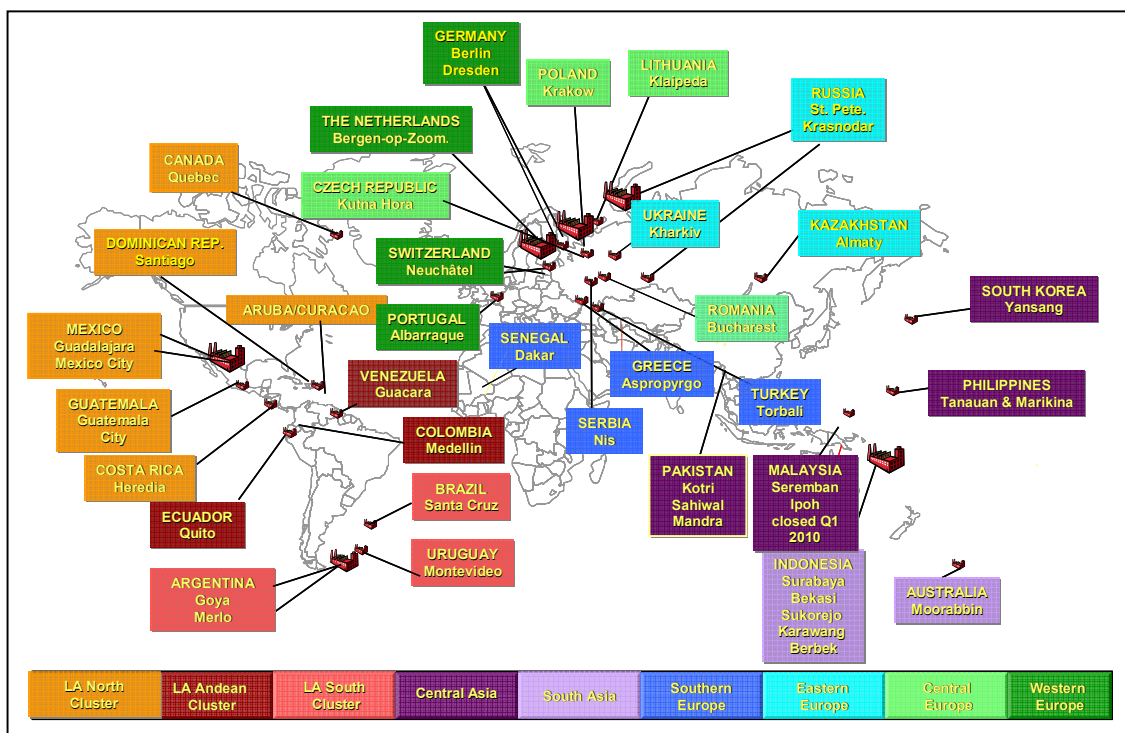 GERMANY
Berlin
Dresden
POLAND
Krakow
LITHUANIA
Klaipeda
RUSSIA
St. Pete.
Krasnodar
THE NETHERLANDS
Bergen-op-Zoom.
CANADA
Quebec
CZECH REPUBLIC
Kutna Hora
UKRAINE
Kharkiv
KAZAKHSTAN
Almaty
DOMINICAN REP.
Santiago
SWITZERLAND
Neuchâtel
SOUTH KOREA
Yansang
ARUBA/CURACAO
PORTUGAL
Albarraque
ROMANIA
Bucharest
MEXICO
Guadalajara
Mexico City
SENEGAL
Dakar
GREECE
Aspropyrgo
VENEZUELA
Guacara
TURKEY
Torbali
PHILIPPINES
Tanauan & Marikina
GUATEMALA
Guatemala
City
COLOMBIA
Medellin
SERBIA
Nis
COSTA RICA
Heredia
PAKISTAN
Kotri
Sahiwal
Mandra
MALAYSIA
Seremban
Ipoh
closed Q1
2010
BRAZIL
Santa Cruz
ECUADOR
Quito
URUGUAY
Montevideo
INDONESIA
Surabaya
Bekasi
Sukorejo
Karawang
Berbek
ARGENTINA
Goya
Merlo
AUSTRALIA
Moorabbin
LA North
Cluster
LA Andean
Cluster
LA South
Cluster
Central Asia
South Asia
Southern
Europe
Eastern
Europe
Central
Europe
Western
Europe